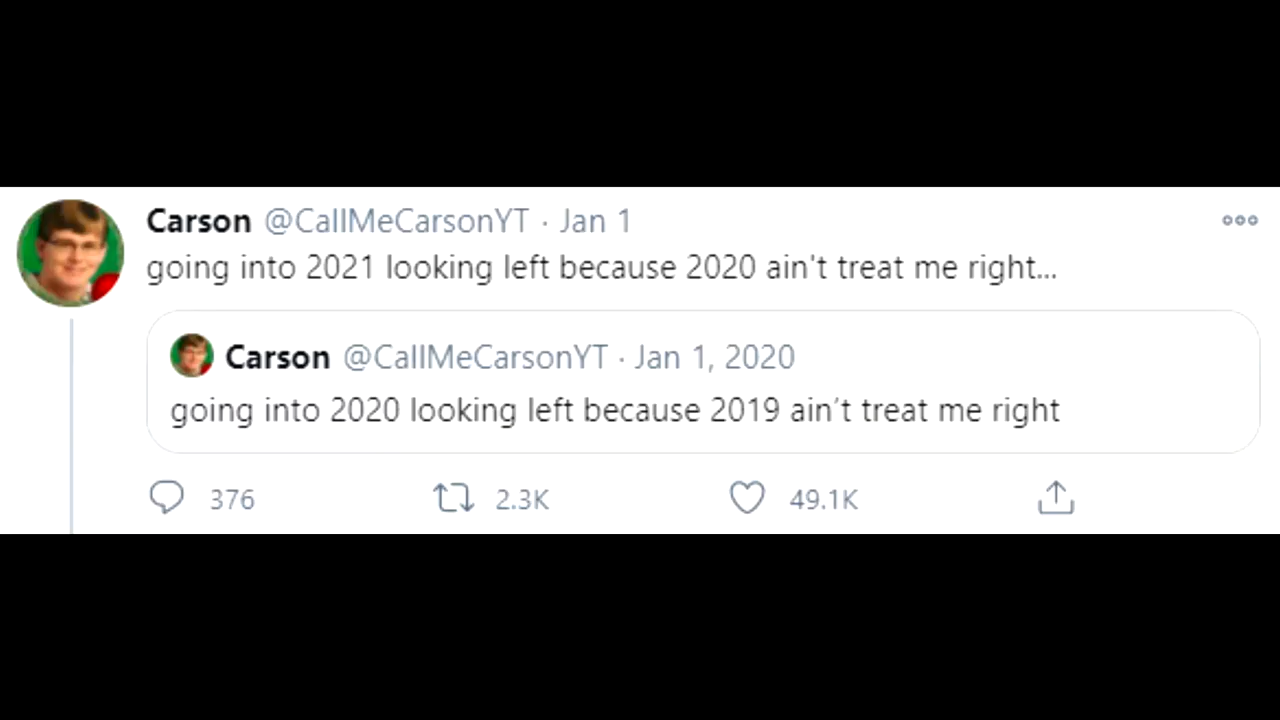 Carson @CallMeCarsonYT · Jan 1
going into 2021 looking left because 2020 ain't treat me right...
Carson @CallMeCarsonYT · Jan 1, 2020
going into 2020 looking left because 2019 ain’t treat me right
376 2.3K 49.1K